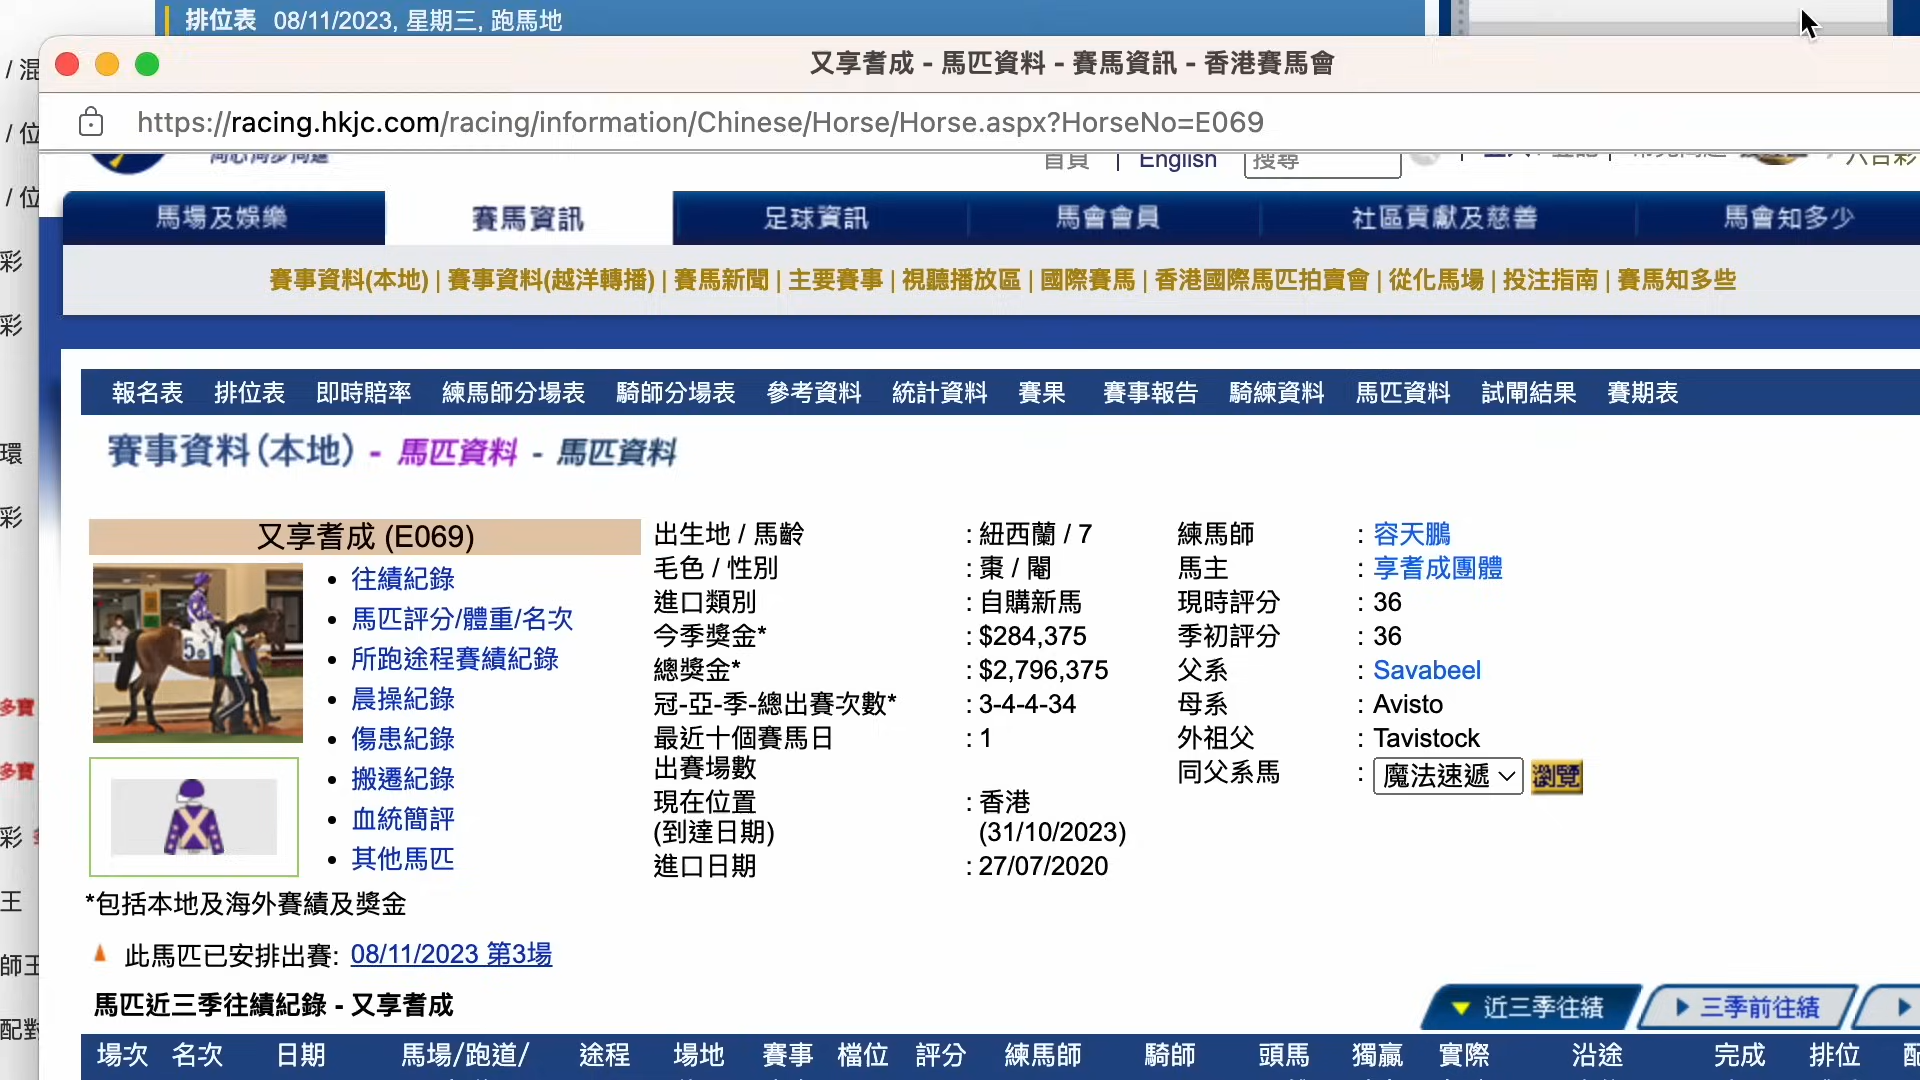 排位表 08/11/2023, 星期三, 跑馬地
又享耆成 - 馬匹資料 - 賽馬資訊 - 香港賽馬會
https://racing.hkjc.com/racing/information/Chinese/Horse/Horse.aspx?HorseNo=E069
首頁 | English 搜尋
馬場及娛樂 賽馬資訊 足球資訊 馬會會員 社區貢獻及慈善 馬會知多少
賽事資料(本地) | 賽事資料(越洋轉播) | 賽馬新聞 | 主要賽事 | 視聽播放區 | 國際賽馬 | 香港國際馬匹拍賣會 | 從化馬場 | 投注指南 | 賽馬知多些
報名表 排位表 即時賠率 練馬師分場表 騎師分場表 參考資料 統計資料 賽果 賽事報告 騎練資料 馬匹資料 試閘結果 賽期表
賽事資料(本地) - 馬匹資料 - 馬匹資料
又享耆成 (E069)
往績紀錄
馬匹評分/體重/名次
所跑途程賽績紀錄
晨操紀錄
傷患紀錄
搬遷紀錄
血統簡評
其他馬匹
出生地 / 馬齡 : 紐西蘭 / 7
毛色 / 性別 : 棗 / 閹
進口類別 : 自購新馬
今季獎金* : $284,375
總獎金* : $2,796,375
冠-亞-季-總出賽次數* : 3-4-4-34
最近十個賽馬日 : 1
出賽場數
現在位置 : 香港
(到達日期) (31/10/2023)
進口日期 : 27/07/2020
練馬師 : 容天鵬
馬主 : 享耆成團體
現時評分 : 36
季初評分 : 36
父系 : Savabeel
母系 : Avisto
外祖父 : Tavistock
同父系馬 : 魔法速遞 瀏覽
*包括本地及海外賽績及獎金
此馬匹已安排出賽: 08/11/2023 第3場
馬匹近三季往績紀錄 - 又享耆成
近三季往績 三季前往績
場次 名次 日期 馬場/跑道/ 途程 場地 賽事 檔位 評分 練馬師 騎師 頭馬 獨贏 實際 沿途 完成 排位